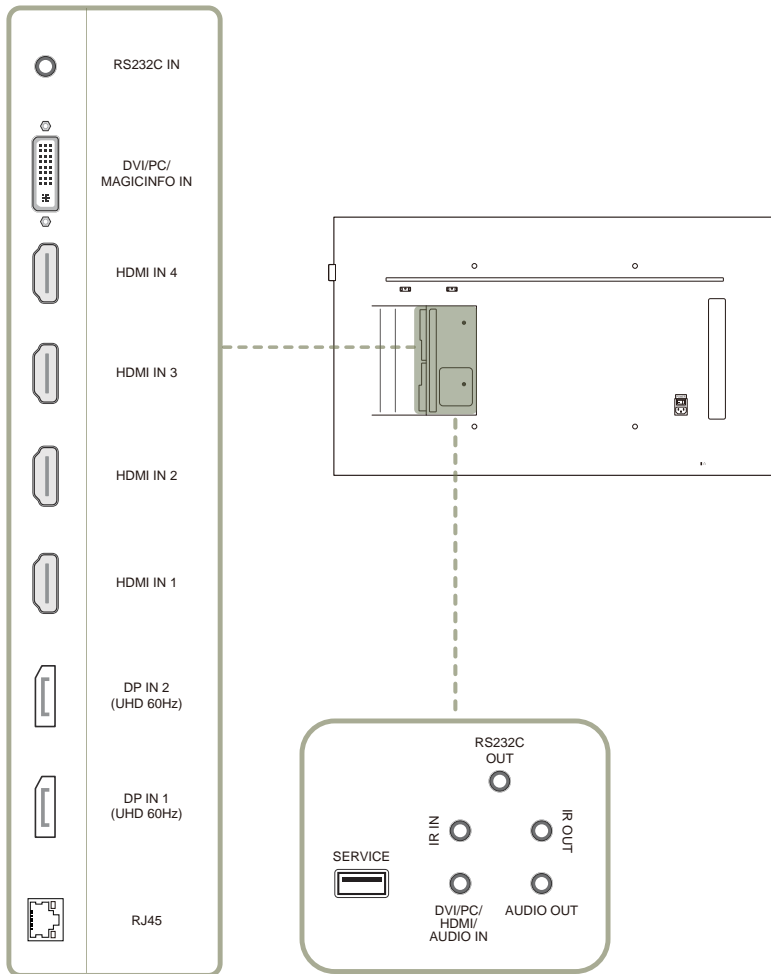 RS232C IN
DVI/PC/
MAGICINFO IN
HDMI IN 4
HDMI IN 3
HDMI IN 2
HDMI IN 1
DP IN 2
(UHD 60Hz)
DP IN 1
(UHD 60Hz)
RJ45
RS232C
OUT
IR IN
IR OUT
SERVICE
DVI/PC/
HDMI/
AUDIO IN
AUDIO OUT